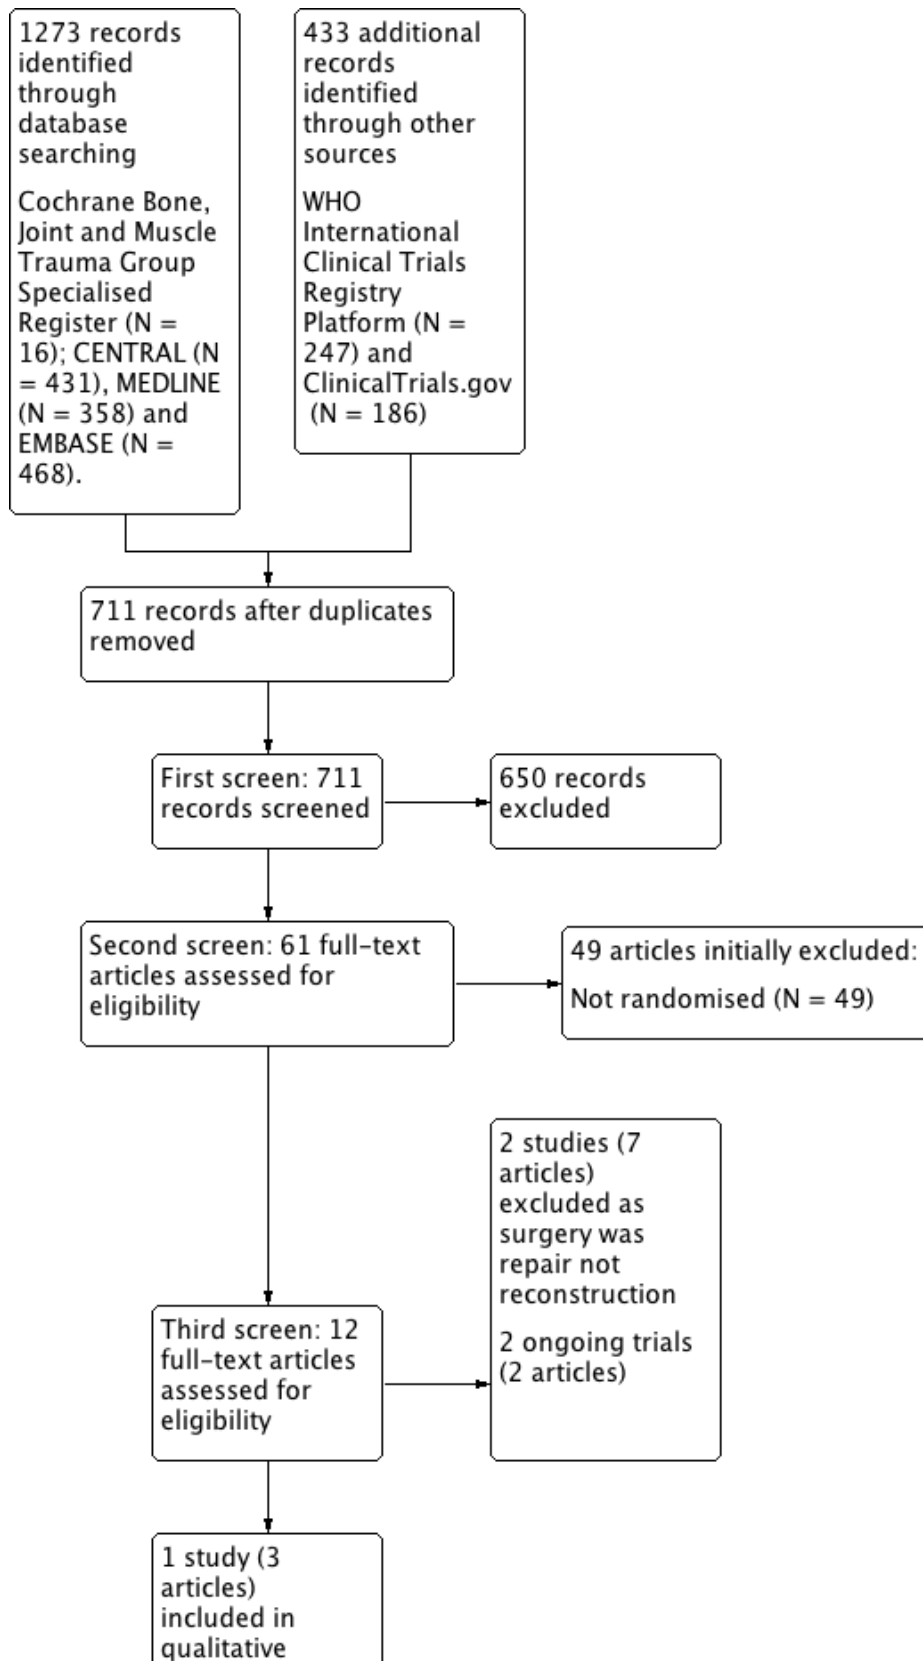 1273 records
identified
through
database
searching
Cochrane Bone,
Joint and Muscle
Trauma Group
Specialised
Register (N =
16); CENTRAL (N
= 431), MEDLINE
(N = 358) and
EMBASE (N =
468).
433 additional
records
identified
through other
sources
WHO
International
Clinical Trials
Registry
Platform (N =
247) and
ClinicalTrials.gov
(N = 186)
711 records after duplicates
removed
First screen: 711
records screened
650 records
excluded
Second screen: 61 full-text
articles assessed for
eligibility
49 articles initially excluded:
Not randomised (N = 49)
2 studies (7
articles)
excluded as
surgery was
repair not
reconstruction
2 ongoing trials
(2 articles)
Third screen: 12
full-text articles
assessed for
eligibility
1 study (3
articles)
included in
qualitative